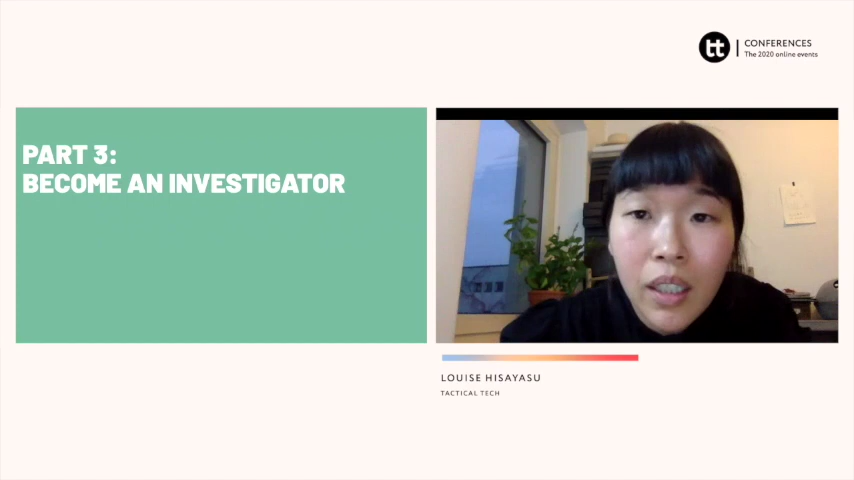 tt
CONFERENCES
The 2020 online events
PART 3:
BECOME AN INVESTIGATOR
LOUISE HISAYASU
TACTICAL TECH